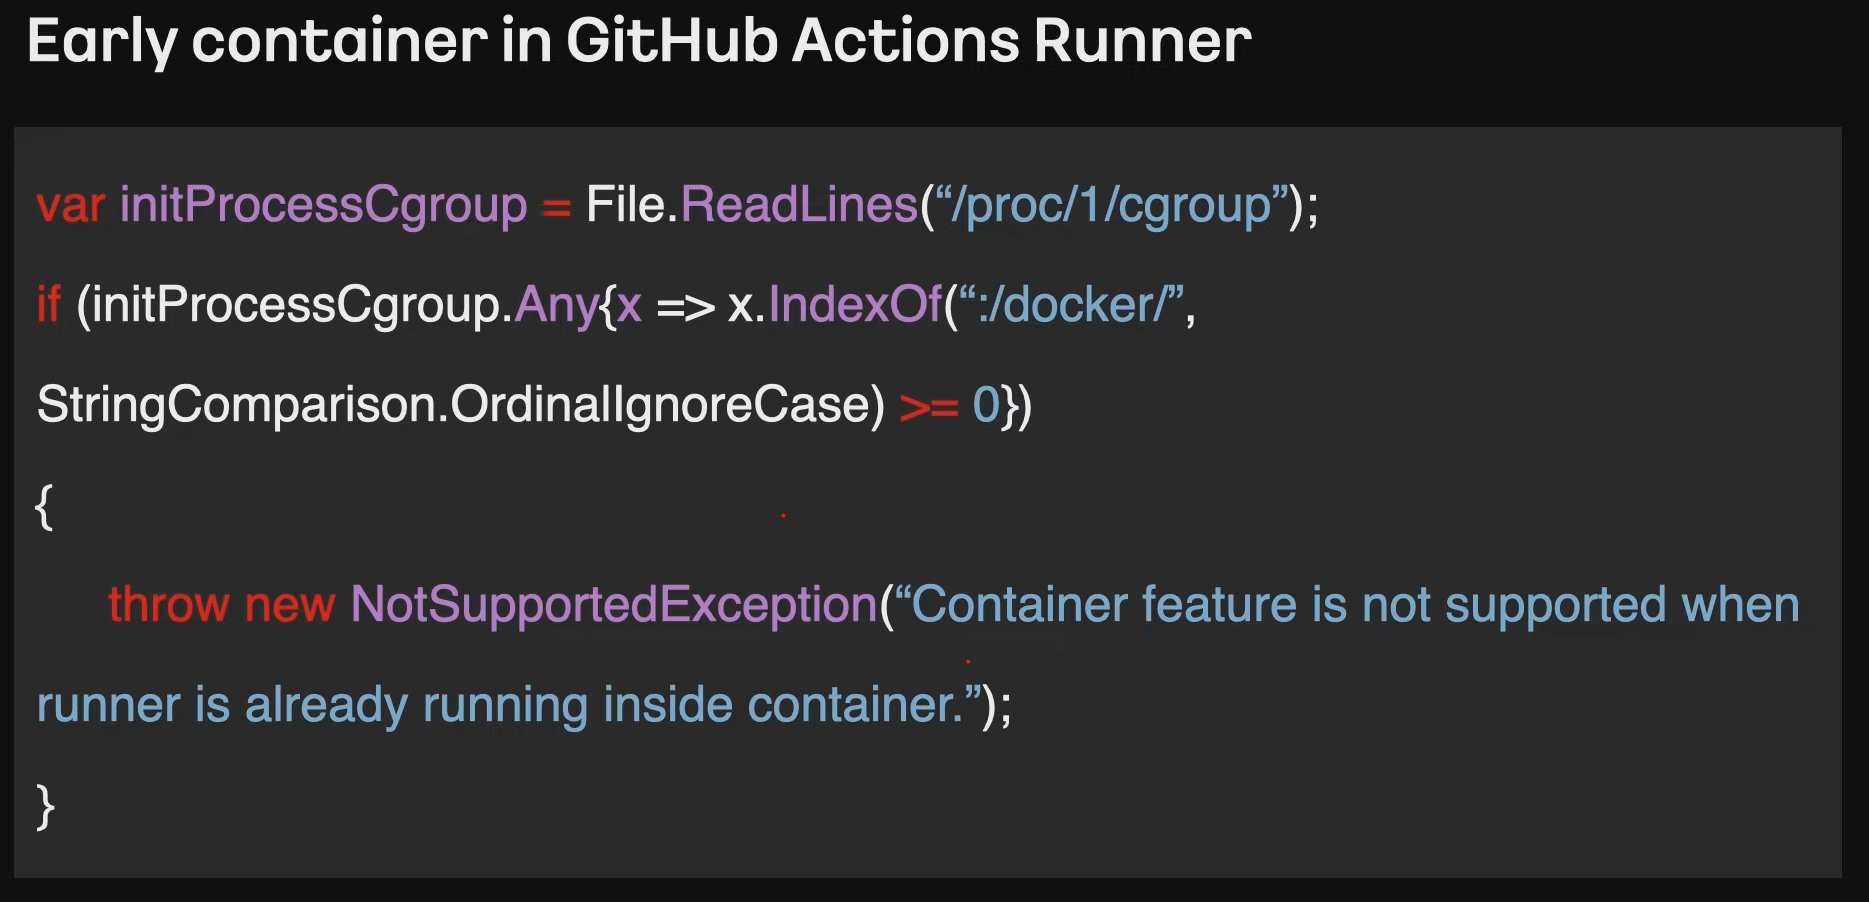 Early container in GitHub Actions Runner
var initProcessCgroup = File.ReadLines(“/proc/1/cgroup”);
if (initProcessCgroup.Any{x => x.IndexOf(“:/docker/”,
StringComparison.OrdinalIgnoreCase) >= 0})
{
throw new NotSupportedException(“Container feature is not supported when
runner is already running inside container.”);
}